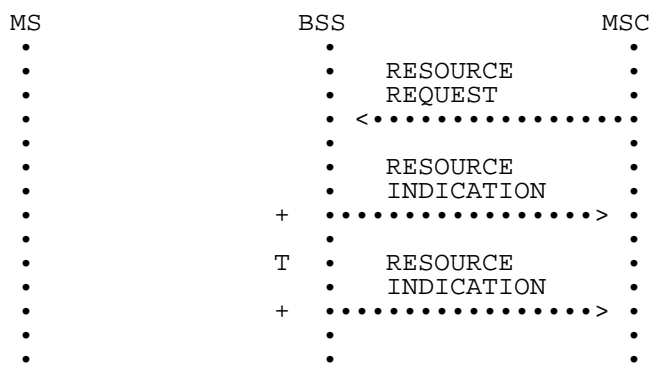 MS BSS MSC
RESOURCE
REQUEST
<•••••••••••••••••
RESOURCE
INDICATION
+ •••••••••••••••••>
T RESOURCE
INDICATION
+ •••••••••••••••••>